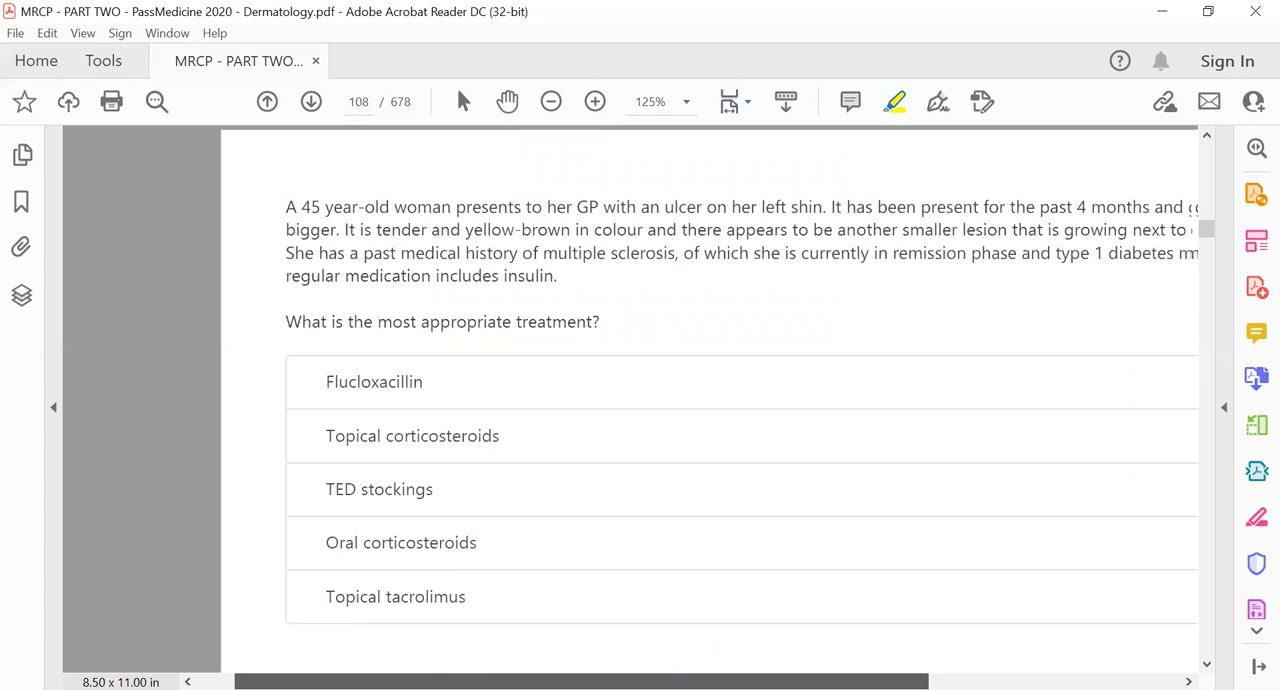 MRCP - PART TWO - PassMedicine 2020 - Dermatology.pdf - Adobe Acrobat Reader DC (32-bit)
File Edit View Sign Window Help
Home Tools MRCP - PART TWO... × Sign In
108 / 678 125%
A 45 year-old woman presents to her GP with an ulcer on her left shin. It has been present for the past 4 months and
bigger. It is tender and yellow-brown in colour and there appears to be another smaller lesion that is growing next to
She has a past medical history of multiple sclerosis, of which she is currently in remission phase and type 1 diabetes
regular medication includes insulin.
What is the most appropriate treatment?
Flucloxacillin
Topical corticosteroids
TED stockings
Oral corticosteroids
Topical tacrolimus
8.50 x 11.00 in